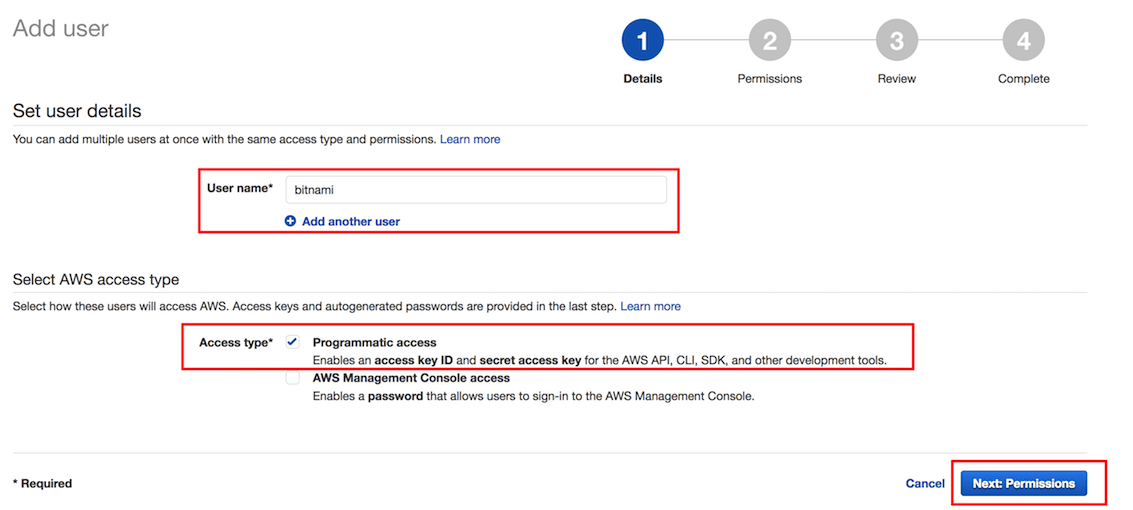 Add user
1 2 3 4
Details Permissions Review Complete
Set user details
You can add multiple users at once with the same access type and permissions. Learn more
User name* bitnami
Add another user
Select AWS access type
Select how these users will access AWS. Access keys and autogenerated passwords are provided in the last step. Learn more
Access type* Programmatic access
Enables an access key ID and secret access key for the AWS API, CLI, SDK, and other development tools.
AWS Management Console access
Enables a password that allows users to sign-in to the AWS Management Console.
* Required Cancel Next: Permissions